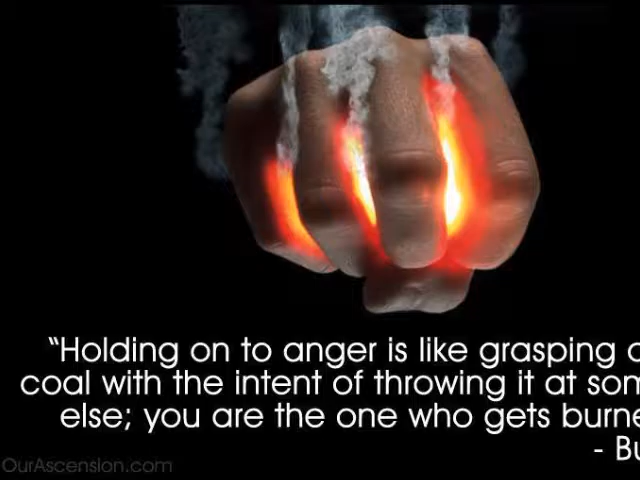 “Holding on to anger is like grasping
coal with the intent of throwing it at
else; you are the one who gets
-
OurAscension.com